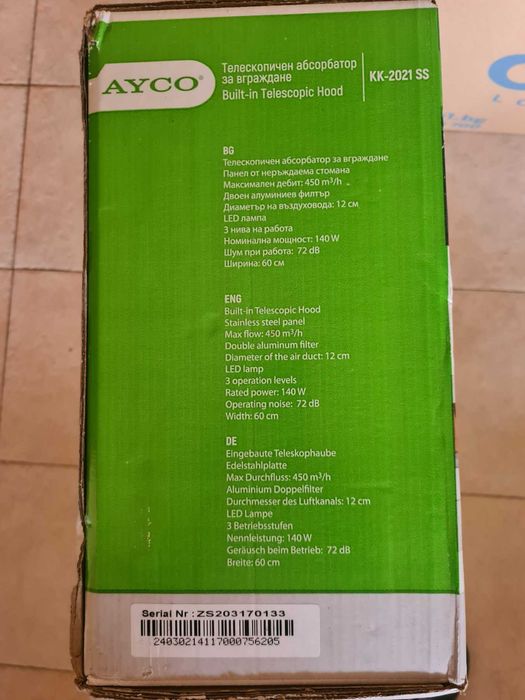 AYCO®
Телескопичен абсорбатор
за вграждане
Built-in Telescopic Hood
KK-2021 SS
BG
Телескопичен абсорбатор за вграждане
Панел от неръждаема стомана
Максимален дебит: 450 m³/h
Двоен алуминиев филтър
Диаметър на въздуховода: 12 см
LED лампа
3 нива на работа
Номинална мощност: 140 W
Шум при работа: 72 dB
Ширина: 60 см
ENG
Built-in Telescopic Hood
Stainless steel panel
Max flow: 450 m³/h
Double aluminum filter
Diameter of the air duct: 12 cm
LED lamp
3 operation levels
Rated power: 140 W
Operating noise: 72 dB
Width: 60 cm
DE
Eingebaute Teleskophaube
Edelstahlplatte
Max Durchfluss: 450 m³/h
Aluminium Doppelfilter
Durchmesser des Luftkanals: 12 cm
LED Lampe
3 Betriebsstufen
Nennleistung: 140 W
Geräusch beim Betrieb: 72 dB
Breite: 60 cm
Serial Nr : ZS203170133
24030214117000756205